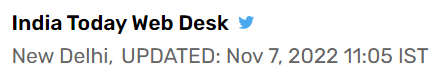 India Today Web Desk
New Delhi, UPDATED: Nov 7, 2022 11:05 IST